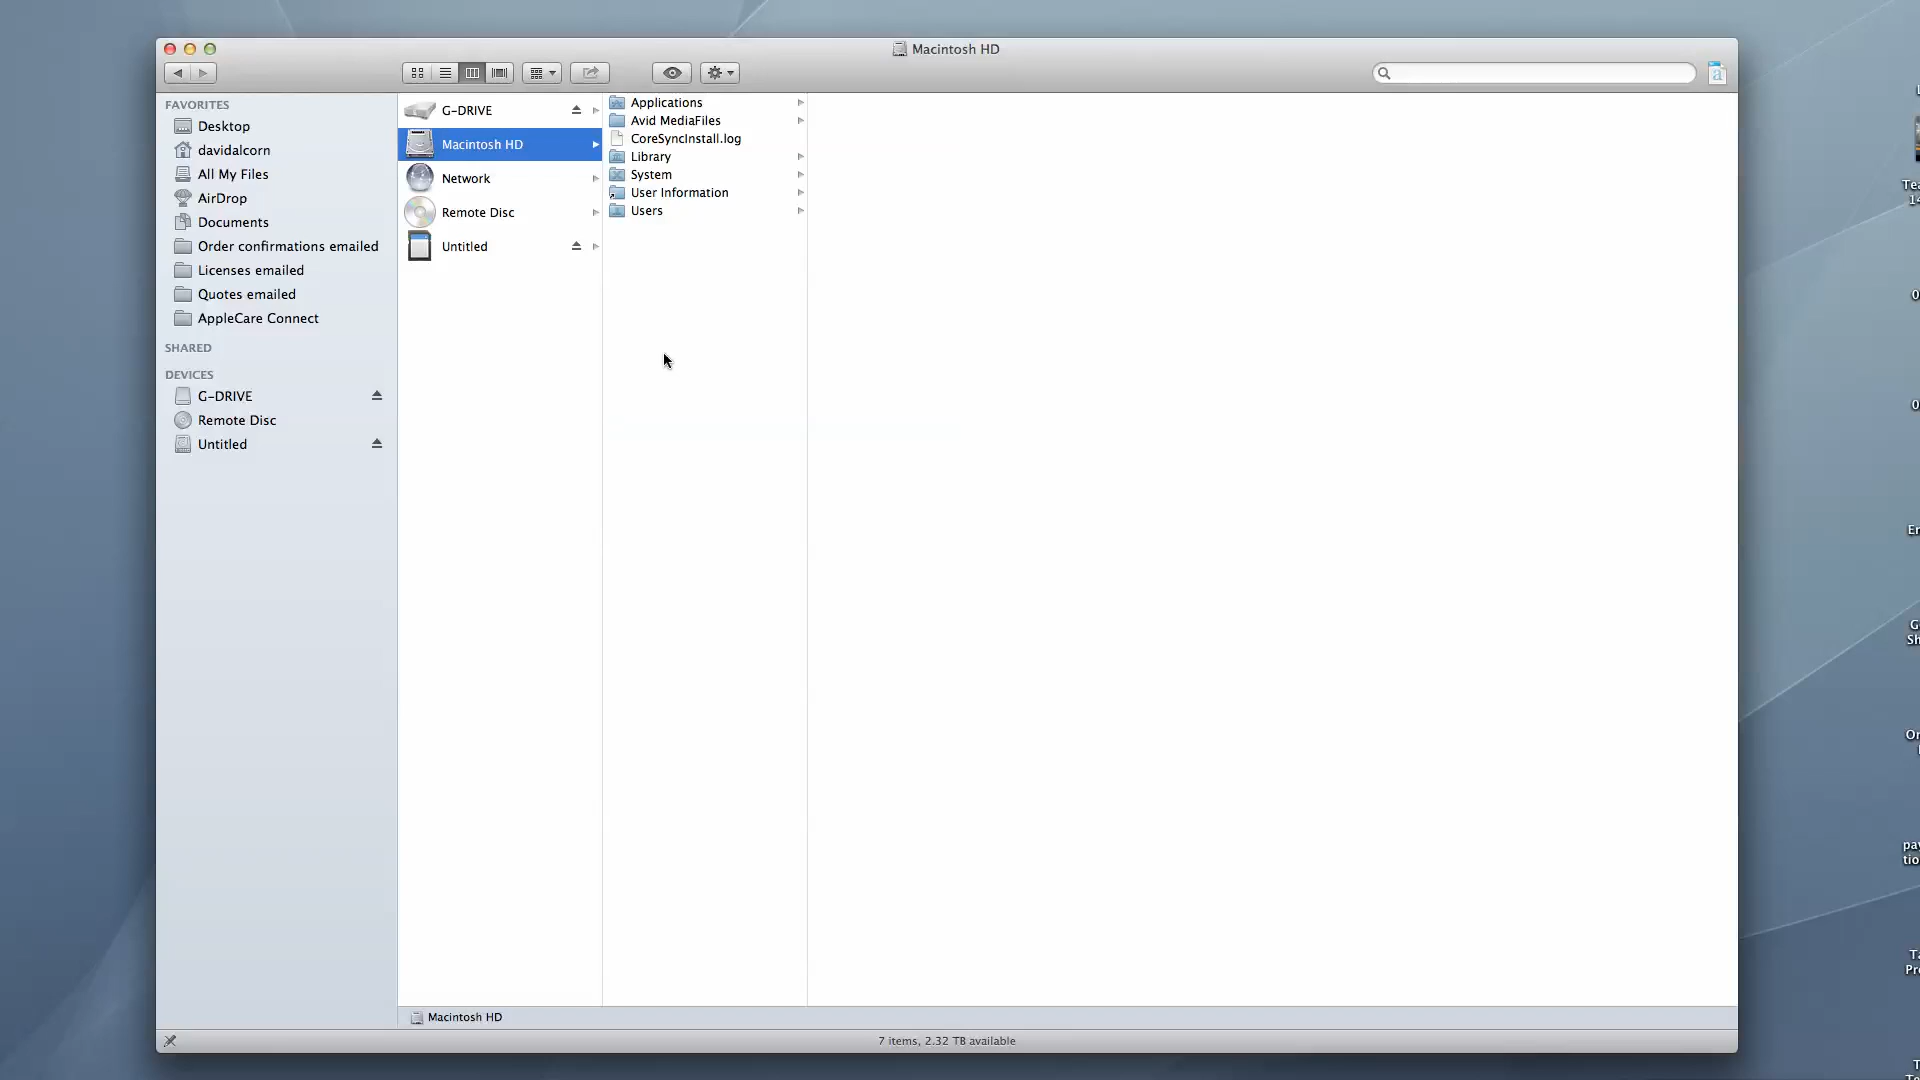 Macintosh HD
FAVORITES
Desktop
davidalcorn
All My Files
AirDrop
Documents
Order confirmations emailed
Licenses emailed
Quotes emailed
AppleCare Connect
SHARED
DEVICES
G-DRIVE
Remote Disc
Untitled
G-DRIVE
Macintosh HD
Network
Remote Disc
Untitled
Applications
Avid MediaFiles
CoreSyncInstall.log
Library
System
User Information
Users
Macintosh HD
7 items, 2.32 TB available